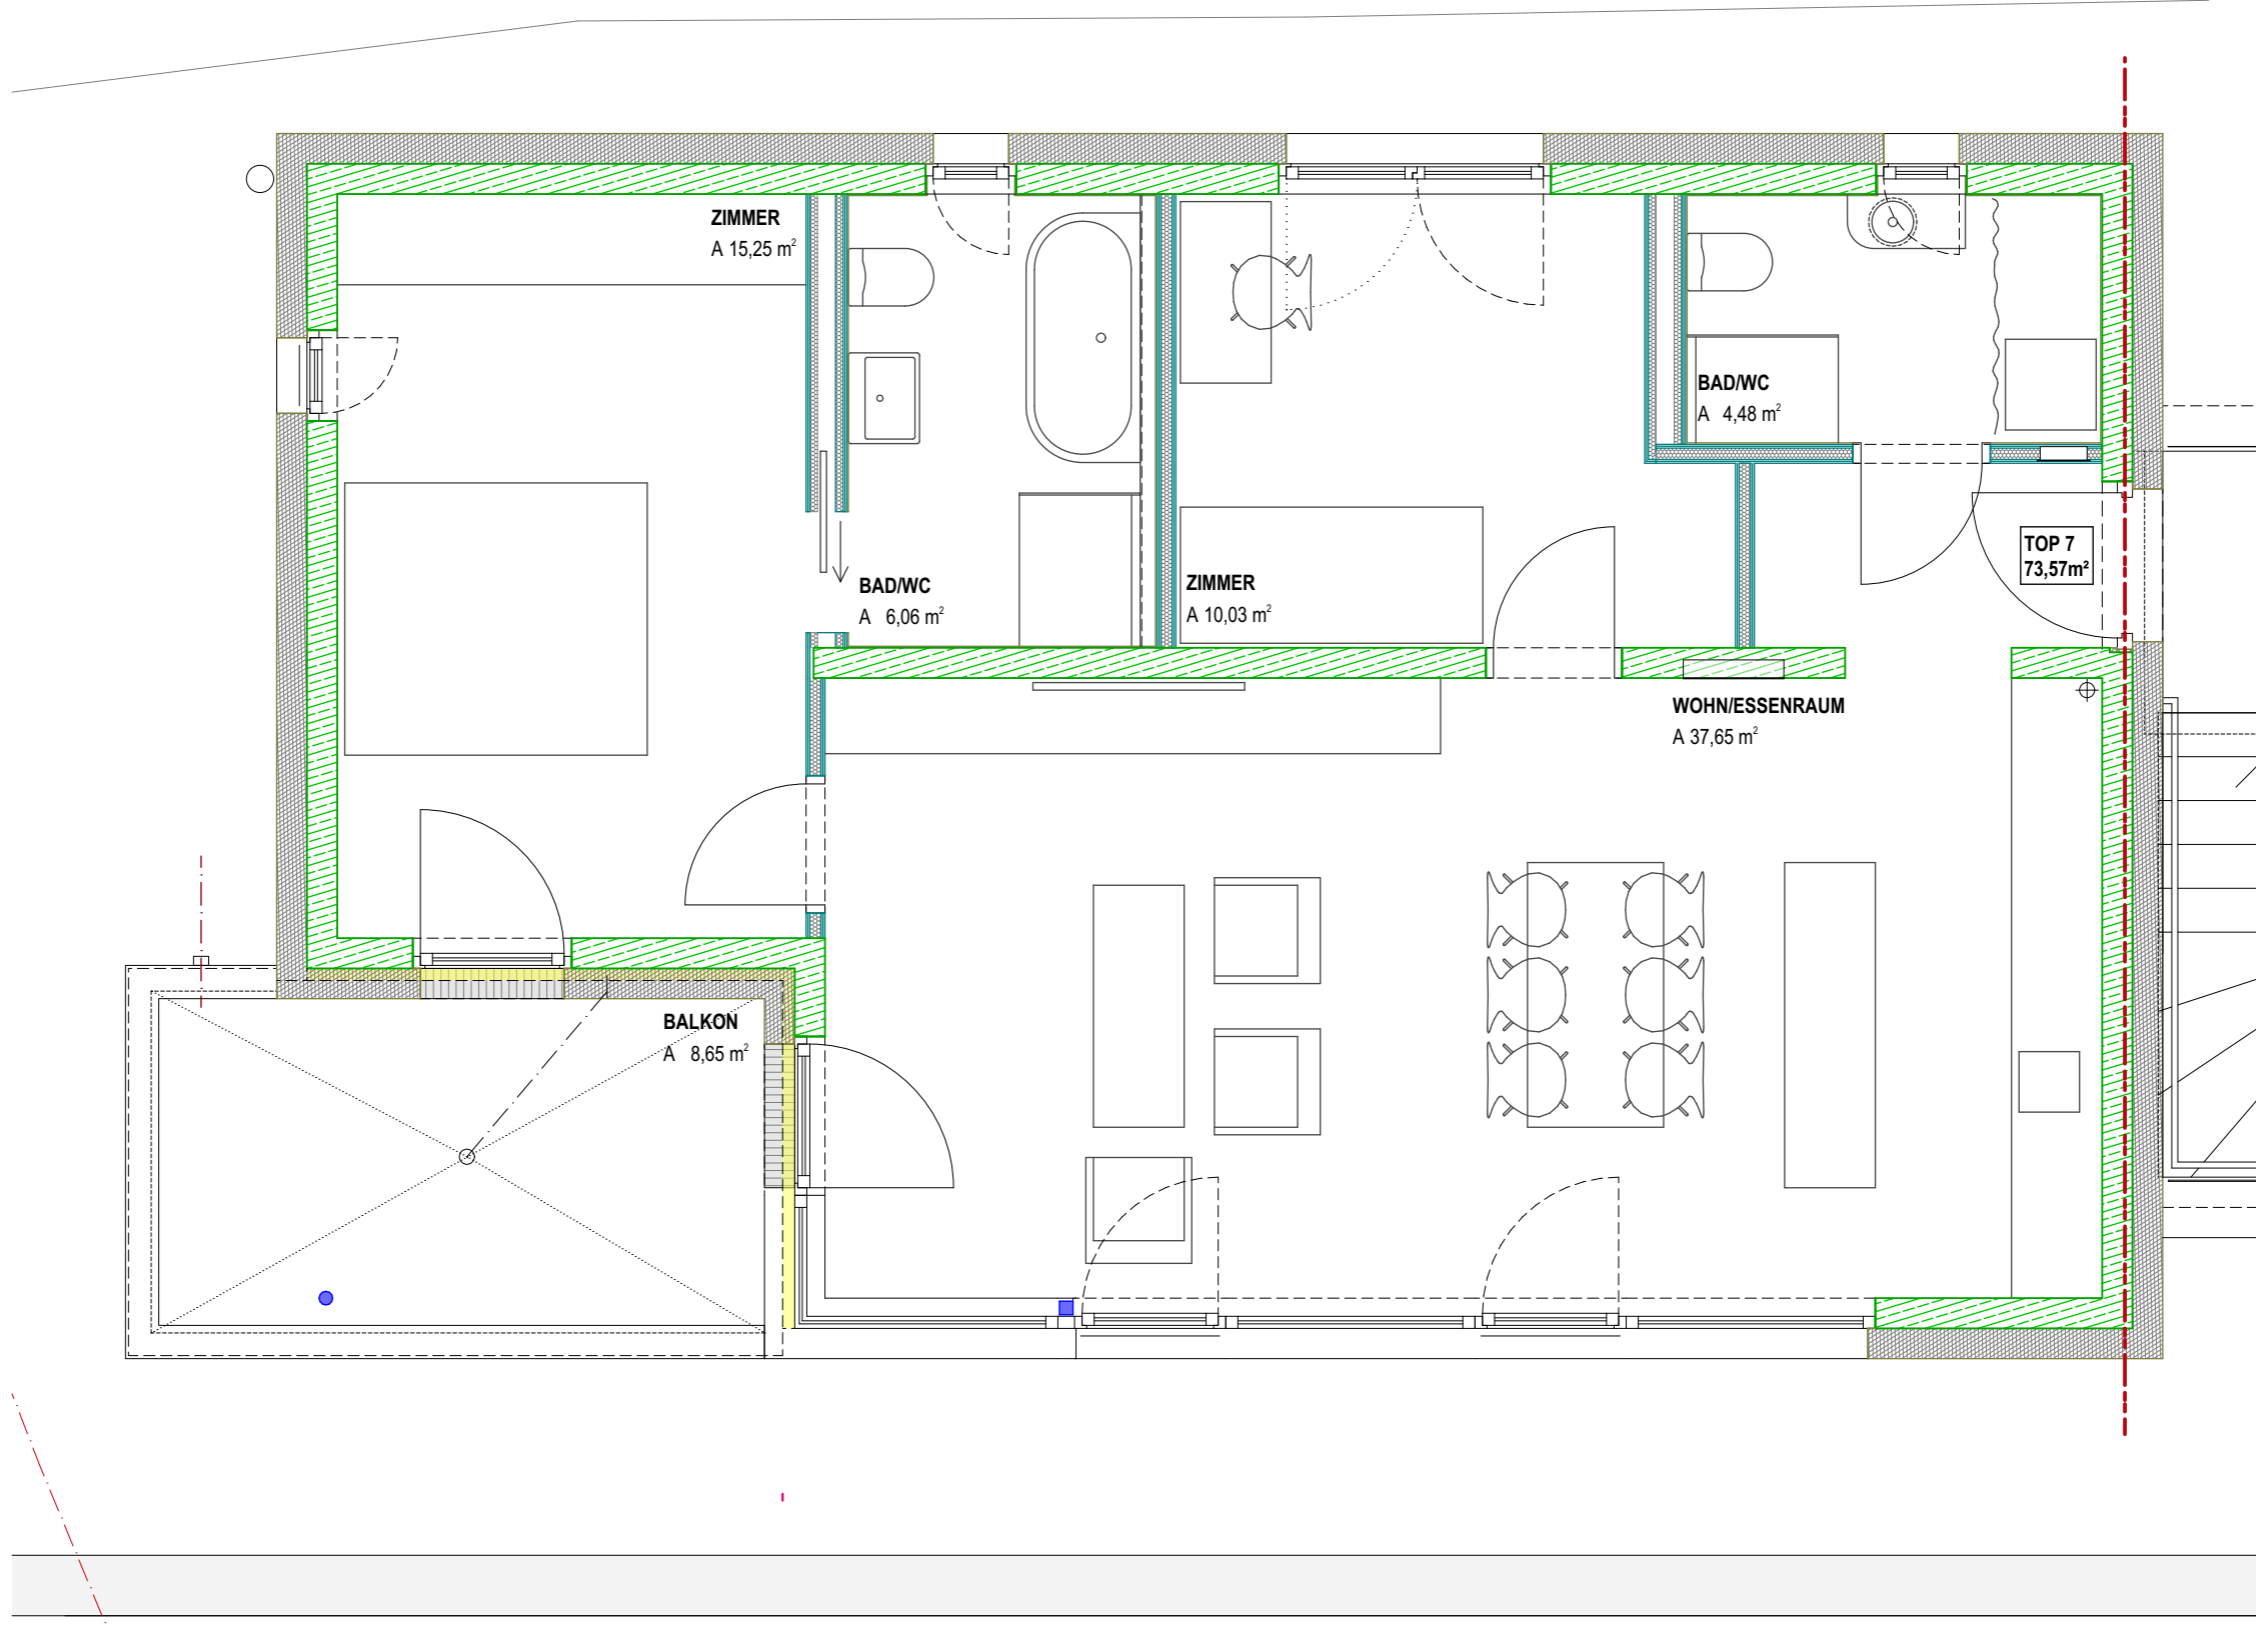 ZIMMER
A 15,25 m²
BAD/WC
A 4,48 m²
TOP 7
73,57m²
BAD/WC
A 6,06 m²
ZIMMER
A 10,03 m²
WOHN/ESSENRAUM
A 37,65 m²
BALKON
A 8,65 m²